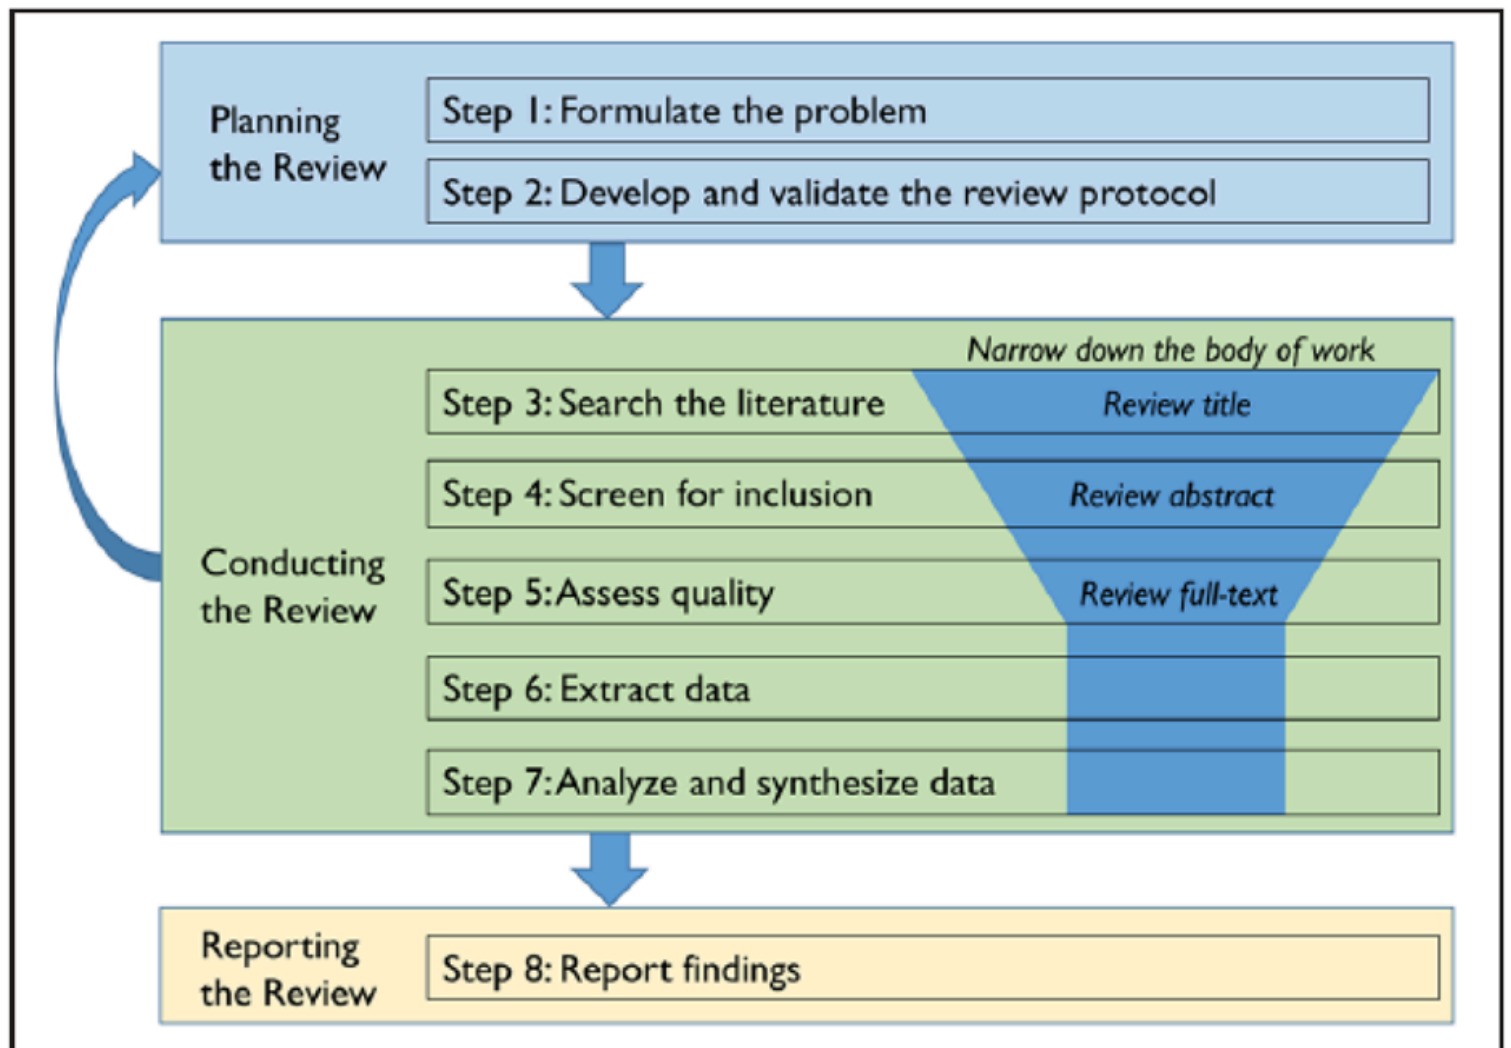 Planning
the Review
Step 1: Formulate the problem
Step 2: Develop and validate the review protocol
Narrow down the body of work
Step 3: Search the literature
Review title
Step 4: Screen for inclusion
Review abstract
Conducting
the Review
Step 5: Assess quality
Review full-text
Step 6: Extract data
Step 7: Analyze and synthesize data
Reporting
the Review
Step 8: Report findings